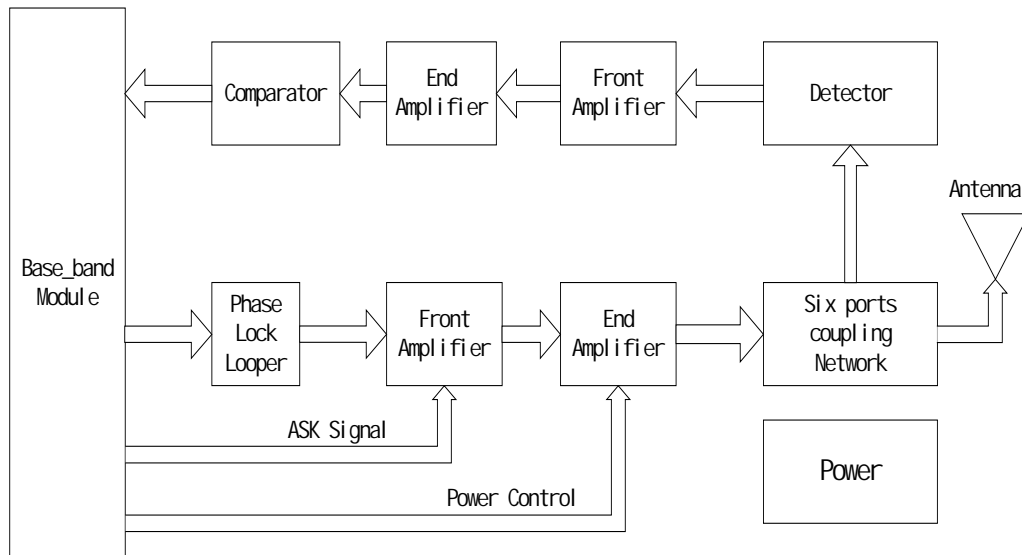 Comparator
End
Amplifier
Front
Amplifier
Detector
Antenna
Base_band
Module
Phase
Lock
Looper
Front
Amplifier
End
Amplifier
Six ports
coupling
Network
ASK Signal
Power Control
Power